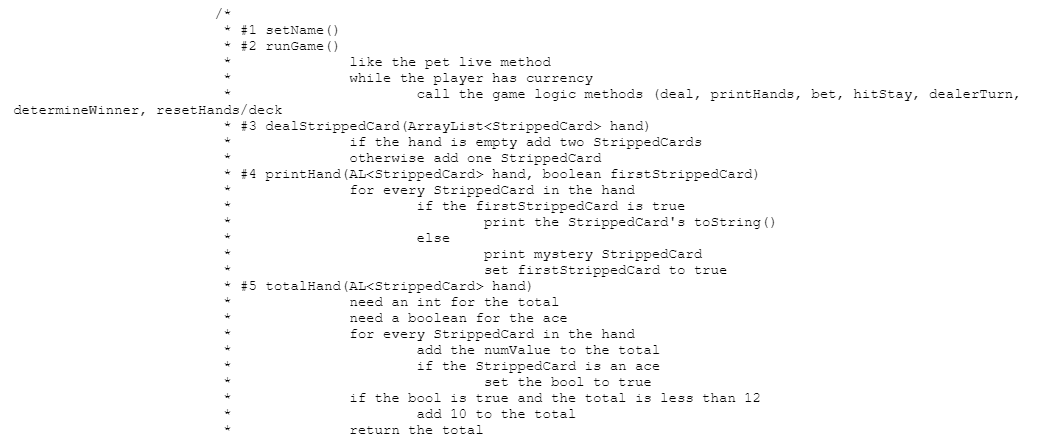 /*
* #1 setName()
* #2 runGame()
* like the pet live method
* while the player has currency
* call the game logic methods (deal, printHands, bet, hitStay, dealerTurn,
determineWinner, resetHands/deck
* #3 dealStrippedCard(ArrayList<StrippedCard> hand)
* if the hand is empty add two StrippedCards
* otherwise add one StrippedCard
* #4 printHand(AL<StrippedCard> hand, boolean firstStrippedCard)
* for every StrippedCard in the hand
* if the firstStrippedCard is true
* print the StrippedCard's toString()
* else
* print mystery StrippedCard
* set firstStrippedCard to true
* #5 totalHand(AL<StrippedCard> hand)
* need an int for the total
* need a boolean for the ace
* for every StrippedCard in the hand
* add the numValue to the total
* if the StrippedCard is an ace
* set the bool to true
* if the bool is true and the total is less than 12
* add 10 to the total
* return the total